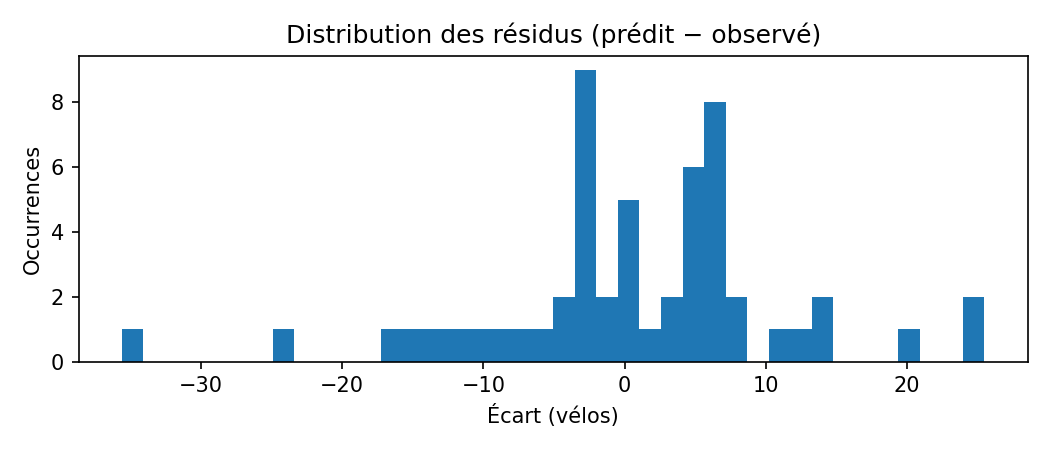 Distribution des résidus (prédit − observé)
Occurrences
8
6
4
2
0
−30 −20 −10 0 10 20
Écart (vélos)